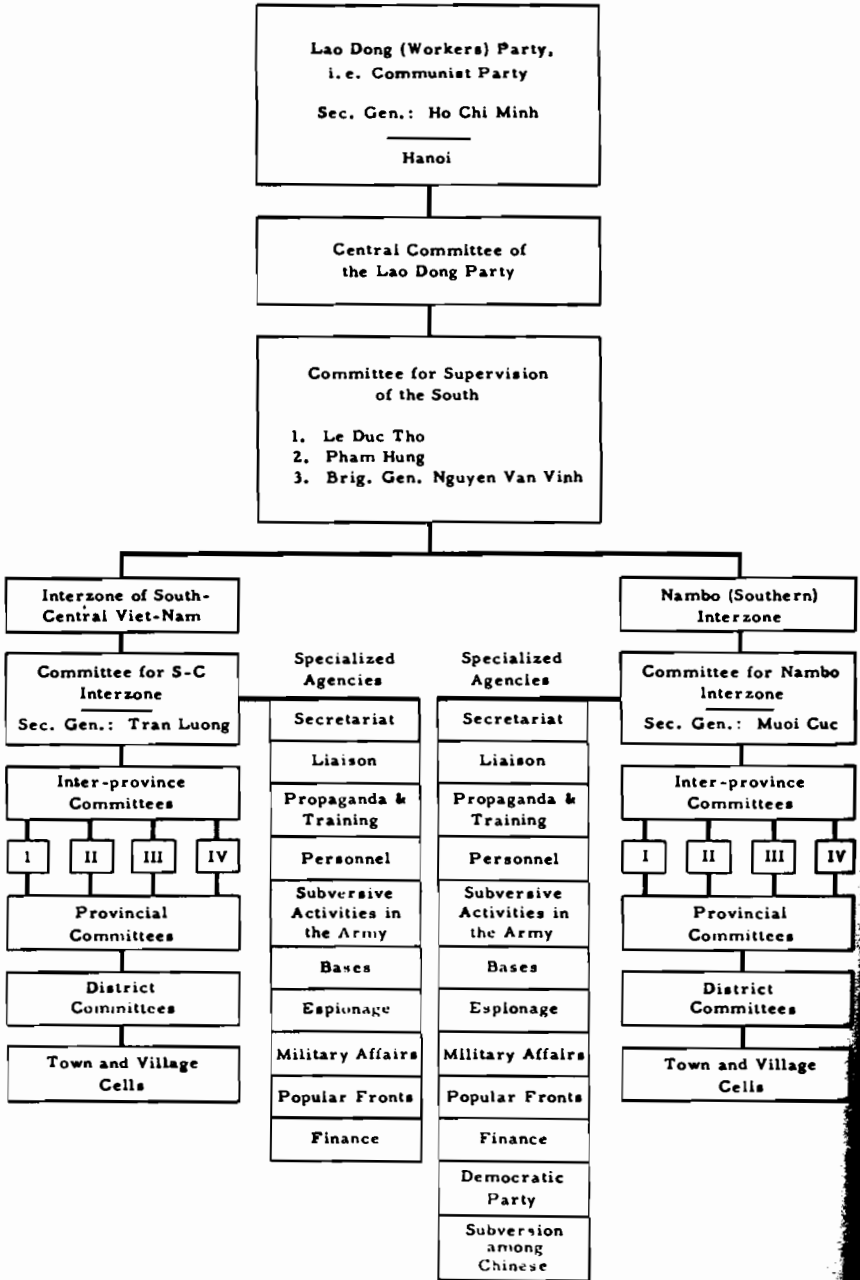 Lao Dong (Workers) Party,
i.e. Communist Party
Sec. Gen.: Ho Chi Minh
Hanoi
Central Committee of
the Lao Dong Party
Committee for Supervision
of the South
1. Le Duc Tho
2. Pham Hung
3. Brig. Gen. Nguyen Van Vinh
Interzone of South-
Central Viet-Nam
Committee for S-C
Interzone
Sec. Gen.: Tran Luong
Inter-province
Committees
I
II
III
IV
Provincial
Committees
District
Committees
Town and Village
Cells
Specialized
Agencies
Secretariat
Liaison
Propaganda &
Training
Personnel
Subversive
Activities in
the Army
Bases
Espionage
Military Affairs
Popular Fronts
Finance
Specialized
Agencies
Secretariat
Liaison
Propaganda &
Training
Personnel
Subversive
Activities in
the Army
Bases
Espionage
Military Affairs
Popular Fronts
Finance
Democratic
Party
Subversion
among
Chinese
Nambo (Southern)
Interzone
Committee for Nambo
Interzone
Sec. Gen.: Muoi Cuc
Inter-province
Committees
I
II
III
IV
Provincial
Committees
District
Committees
Town and Village
Cells